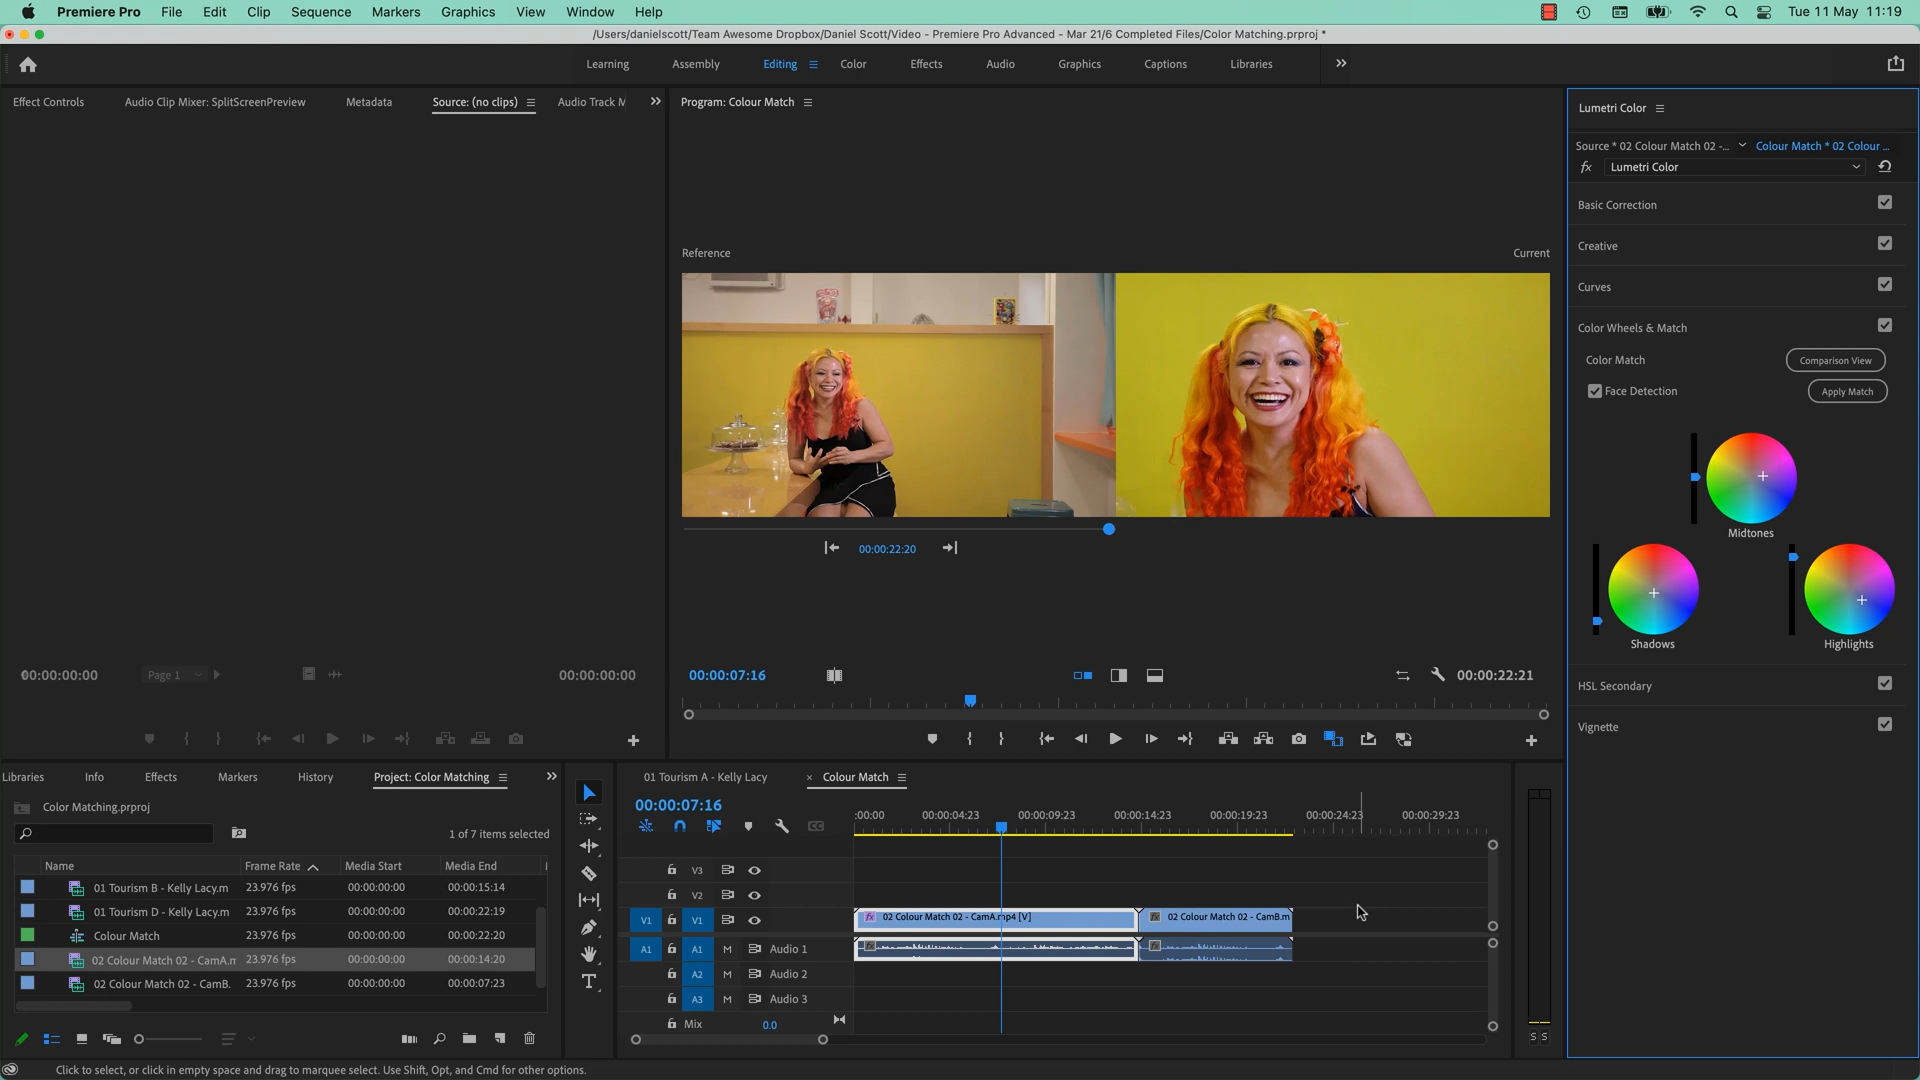 Premiere Pro File Edit Clip Sequence Markers Graphics View Window Help Tue 11 May 11:19
/Users/danielscott/Team Awesome Dropbox/Daniel Scott/Video - Premiere Pro Advanced - Mar 21/6 Completed Files/Color Matching.prproj *
Learning Assembly Editing Color Effects Audio Graphics Captions Libraries
Effect Controls Audio Clip Mixer: SplitScreenPreview Metadata Source: (no clips) Audio Track M
Program: Colour Match
Lumetri Color
Source * 02 Colour Match 02 -... Colour Match * 02 Colour ...
fx Lumetri Color
Basic Correction
Creative
Curves
Color Wheels & Match
Color Match Comparison View
Face Detection Apply Match
Midtones
Shadows Highlights
HSL Secondary
Vignette
Reference Current
00:00:22:20
00:00:00:00 Page 1 00:00:00:00
00:00:07:16 00:00:22:21
Libraries Info Effects Markers History Project: Color Matching
Color Matching.prproj
1 of 7 items selected
Name Frame Rate Media Start Media End
01 Tourism B - Kelly Lacy.m 23.976 fps 00:00:00:00 00:00:15:14
01 Tourism D - Kelly Lacy.m 23.976 fps 00:00:00:00 00:00:22:19
Colour Match 23.976 fps 00:00:00:00 00:00:22:20
02 Colour Match 02 - CamA.m 23.976 fps 00:00:00:00 00:00:14:20
02 Colour Match 02 - CamB. 23.976 fps 00:00:00:00 00:00:07:23
01 Tourism A - Kelly Lacy × Colour Match
00:00:07:16
:00:00 00:00:04:23 00:00:09:23 00:00:14:23 00:00:19:23 00:00:24:23 00:00:29:23
V3
V2
V1 V1 fx 02 Colour Match 02 - CamA.mp4 [V] fx 02 Colour Match 02 - CamB.m
A1 A1 M Audio 1
A2 M Audio 2
A3 M Audio 3
Mix 0.0
S S
Click to select, or click in empty space and drag to marquee select. Use Shift, Opt, and Cmd for other options.